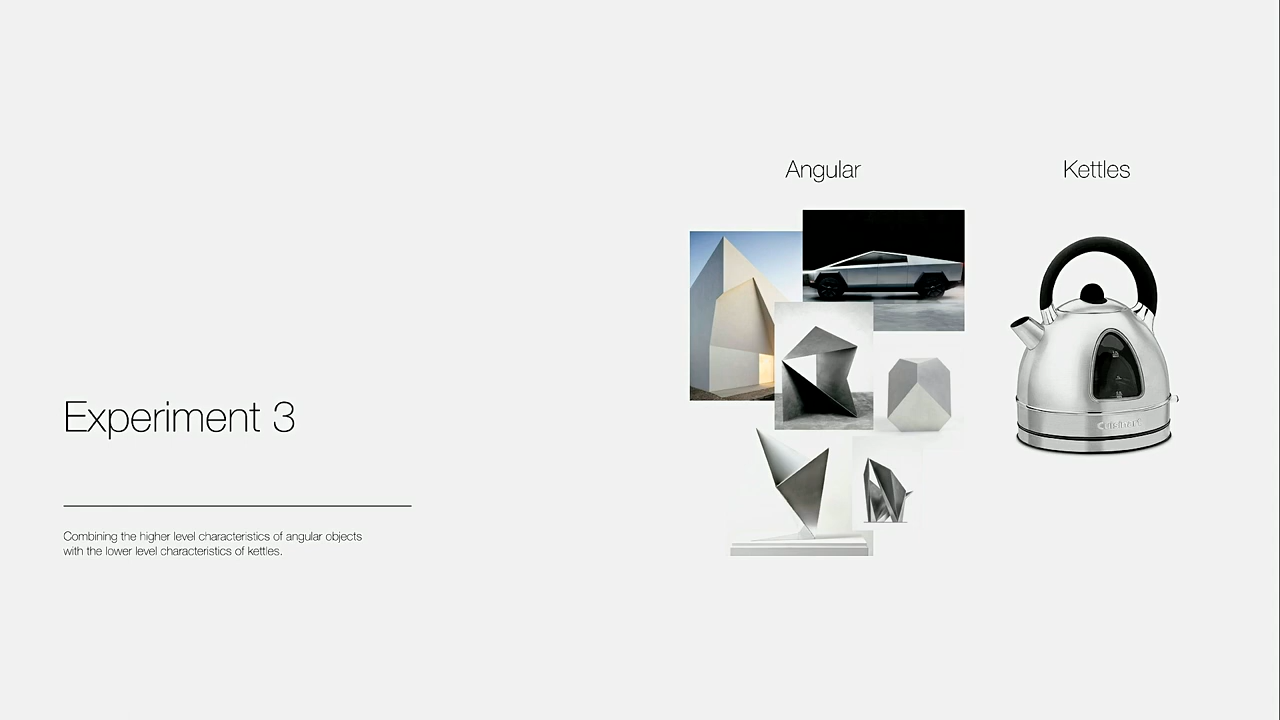 Angular
Kettles
Experiment 3
Combining the higher level characteristics of angular objects
with the lower level characteristics of kettles.